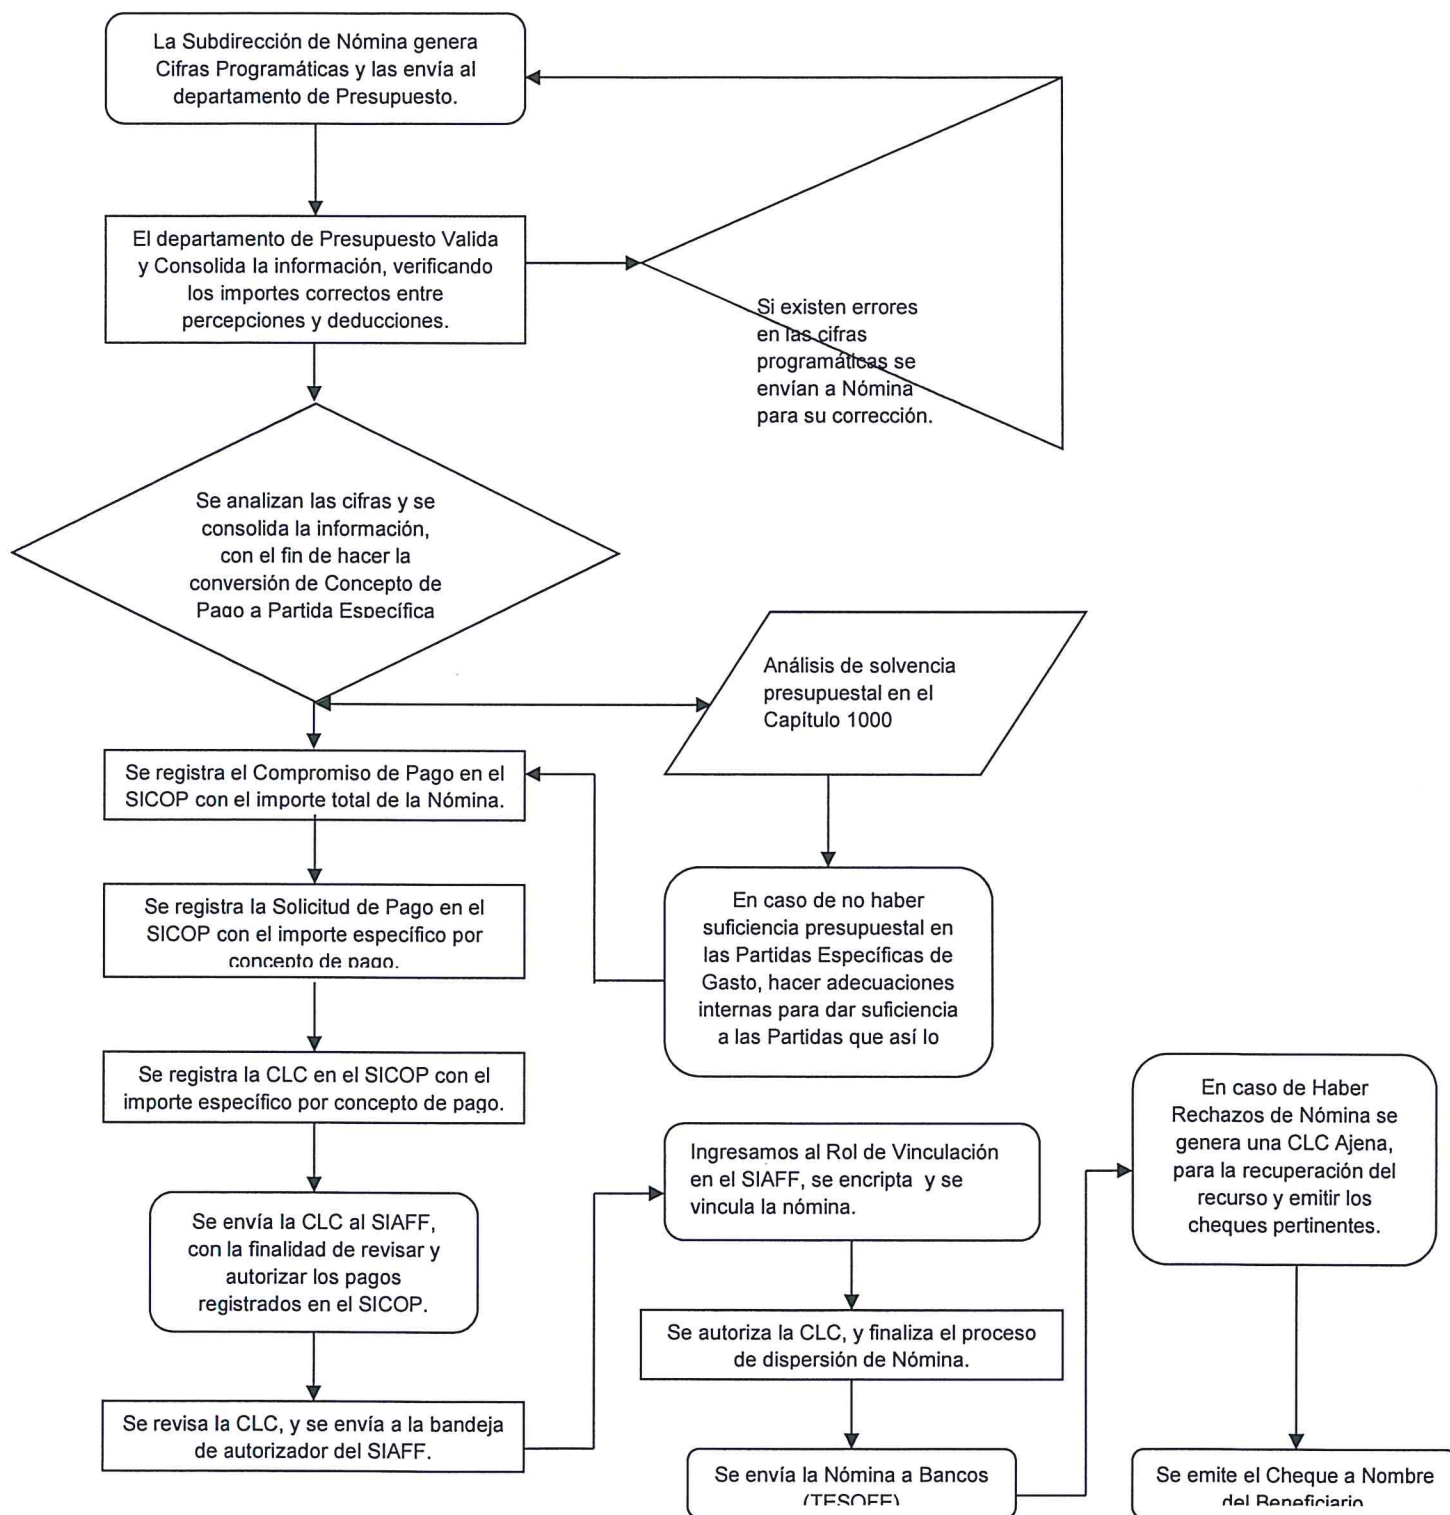 La Subdirección de Nómina genera
Cifras Programáticas y las envía al
departamento de Presupuesto.
El departamento de Presupuesto Valida
y Consolida la información, verificando
los importes correctos entre
percepciones y deducciones.
Si existen errores
en las cifras
programáticas se
envían a Nómina
para su corrección.
Se analizan las cifras y se
consolida la información,
con el fin de hacer la
conversión de Concepto de
Pago a Partida Específica
Análisis de solvencia
presupuestal en el
Capítulo 1000
Se registra el Compromiso de Pago en el
SICOP con el importe total de la Nómina.
En caso de no haber
suficiencia presupuestal en
las Partidas Específicas de
Gasto, hacer adecuaciones
internas para dar suficiencia
a las Partidas que así lo
Se registra la Solicitud de Pago en el
SICOP con el importe específico por
concepto de pago.
Se registra la CLC en el SICOP con el
importe específico por concepto de pago.
Se envía la CLC al SIAFF,
con la finalidad de revisar y
autorizar los pagos
registrados en el SICOP.
Se revisa la CLC, y se envía a la bandeja
de autorizador del SIAFF.
Ingresamos al Rol de Vinculación
en el SIAFF, se encripta y se
vincula la nómina.
Se autoriza la CLC, y finaliza el proceso
de dispersión de Nómina.
Se envía la Nómina a Bancos
(TESOFE)
En caso de Haber
Rechazos de Nómina se
genera una CLC Ajena,
para la recuperación del
recurso y emitir los
cheques pertinentes.
Se emite el Cheque a Nombre
del Beneficiario